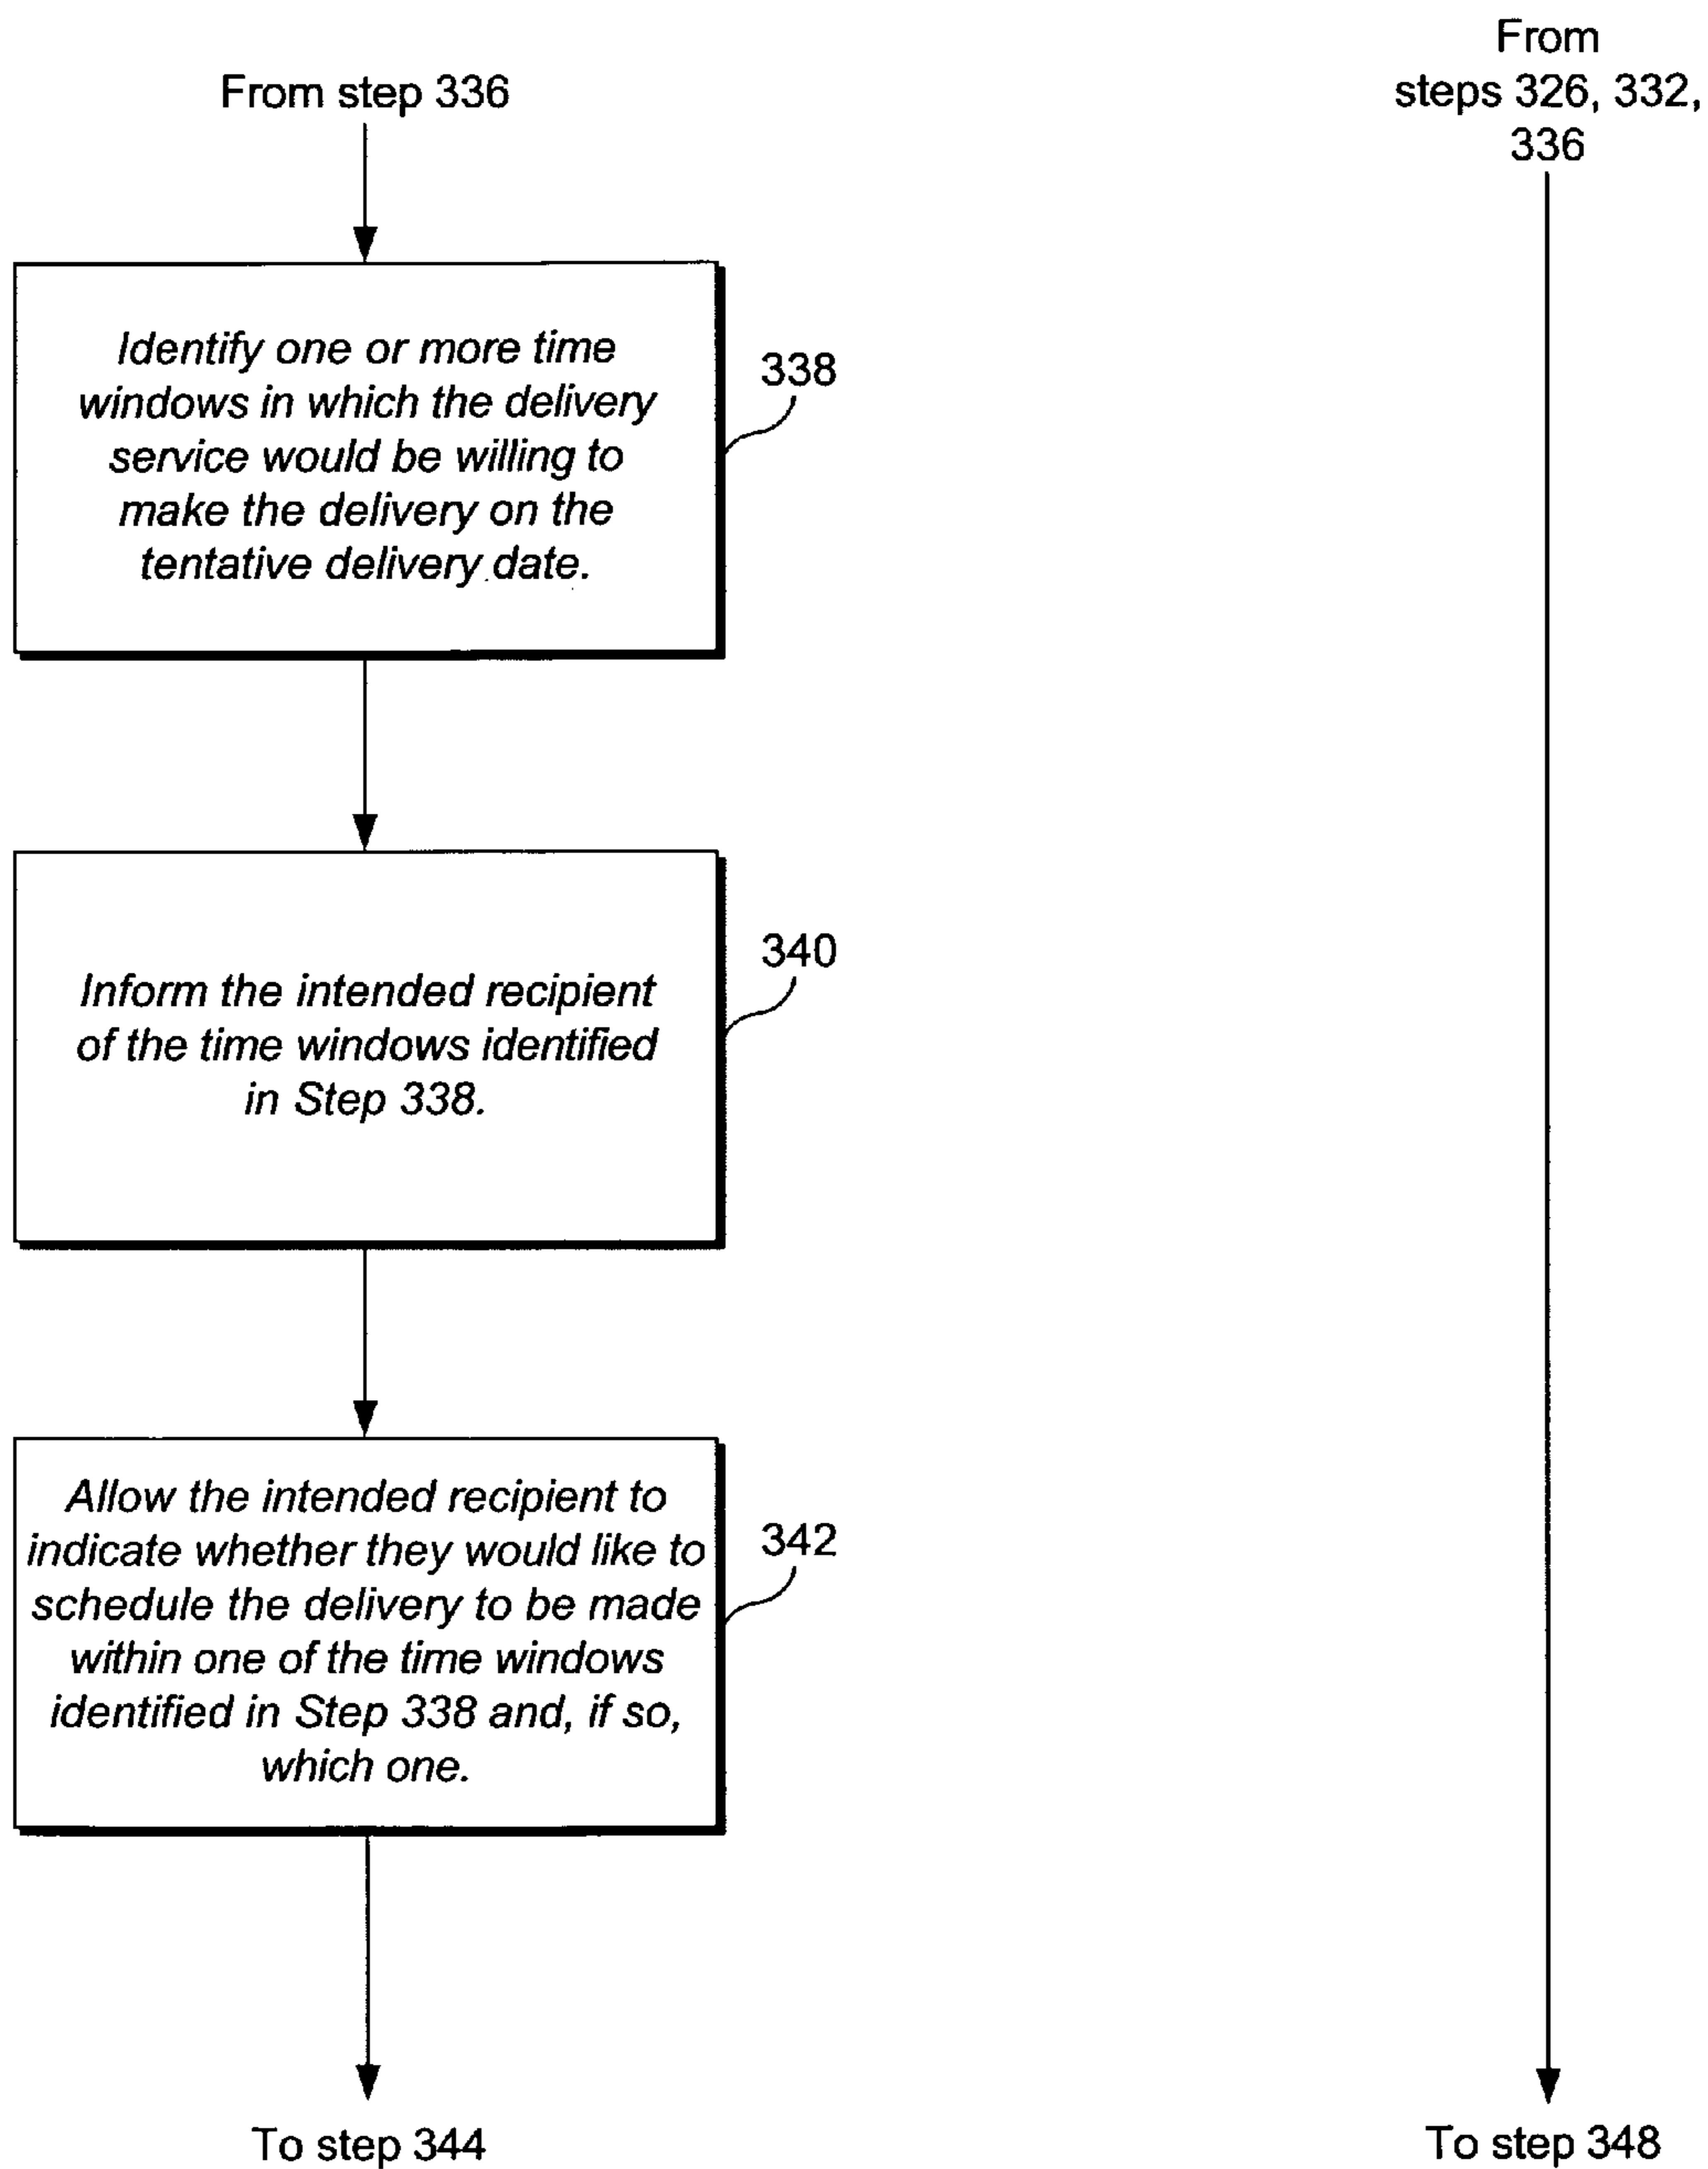 From step 336
From
steps 326, 332,
336
Identify one or more time
windows in which the delivery
service would be willing to
make the delivery on the
tentative delivery date.
338
Inform the intended recipient
of the time windows identified
in Step 338.
340
Allow the intended recipient to
indicate whether they would like to
schedule the delivery to be made
within one of the time windows
identified in Step 338 and, if so,
which one.
342
To step 344
To step 348